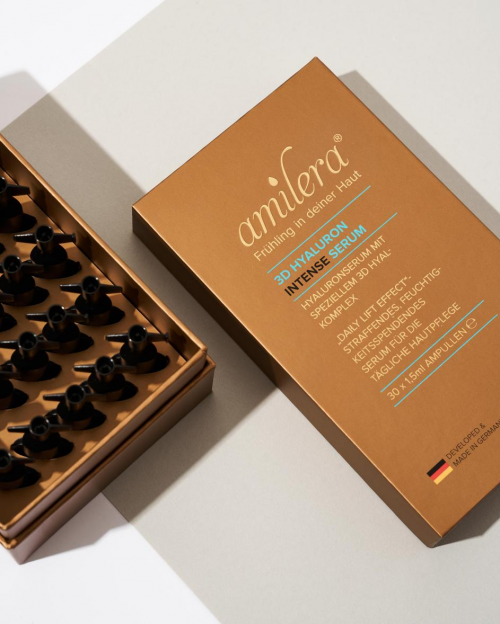 amilera®
Frühling in deiner Haut
3D HYALURON
INTENSE SERUM
HYALURONSERUM MIT
SPEZIELLEM 3D HYAL-
KOMPLEX
„DAILY LIFT EFFECT“.
STRAFFENDES, FEUCHTIG-
KEITSSPENDENDES
SERUM FÜR DIE
TÄGLICHE HAUTPFLEGE
30 x 1,5ml AMPULLEN ℮
DEVELOPED &
MADE IN GERMAN